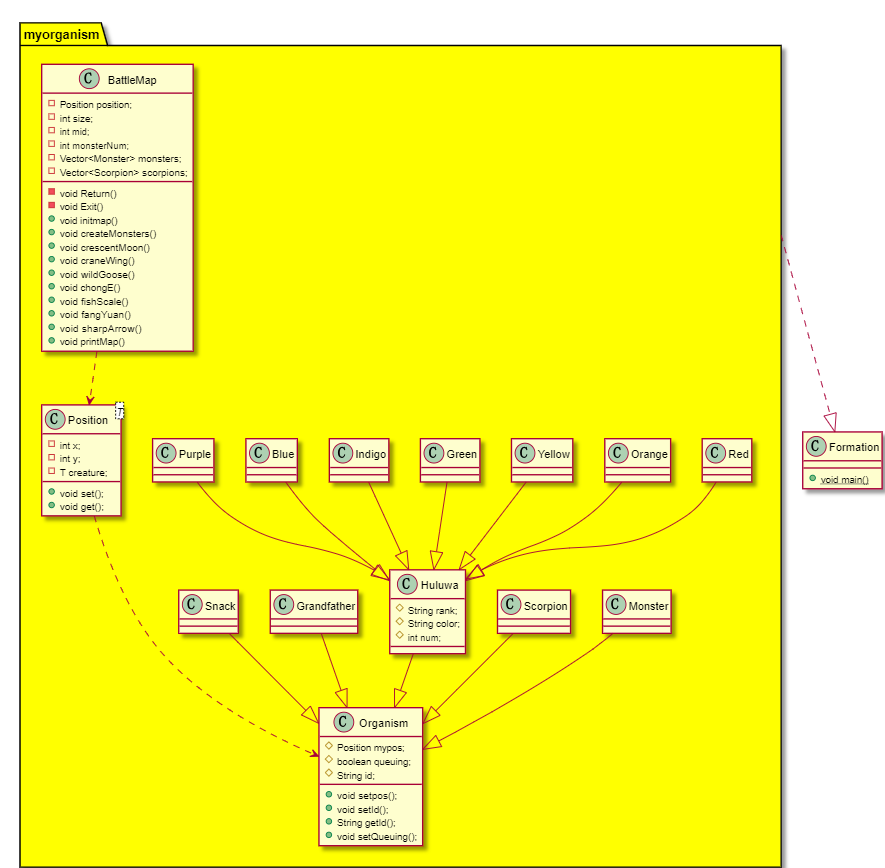 myorganism
C BattleMap
Position position;
int size;
int mid;
int monsterNum;
Vector<Monster> monsters;
Vector<Scorpion> scorpions;
void Return()
void Exit()
void initmap()
void createMonsters()
void crescentMoon()
void craneWing()
void wildGoose()
void chongE()
void fishScale()
void fangYuan()
void sharpArrow()
void printMap()
C Position T
int x;
int y;
T creature;
void set();
void get();
C Purple
C Blue
C Indigo
C Green
C Yellow
C Orange
C Red
C Formation
void main()
C Snack
C Grandfather
C Huluwa
String rank;
String color;
int num;
C Scorpion
C Monster
C Organism
Position mypos;
boolean queuing;
String id;
void setpos();
void setId();
String getId();
void setQueuing();